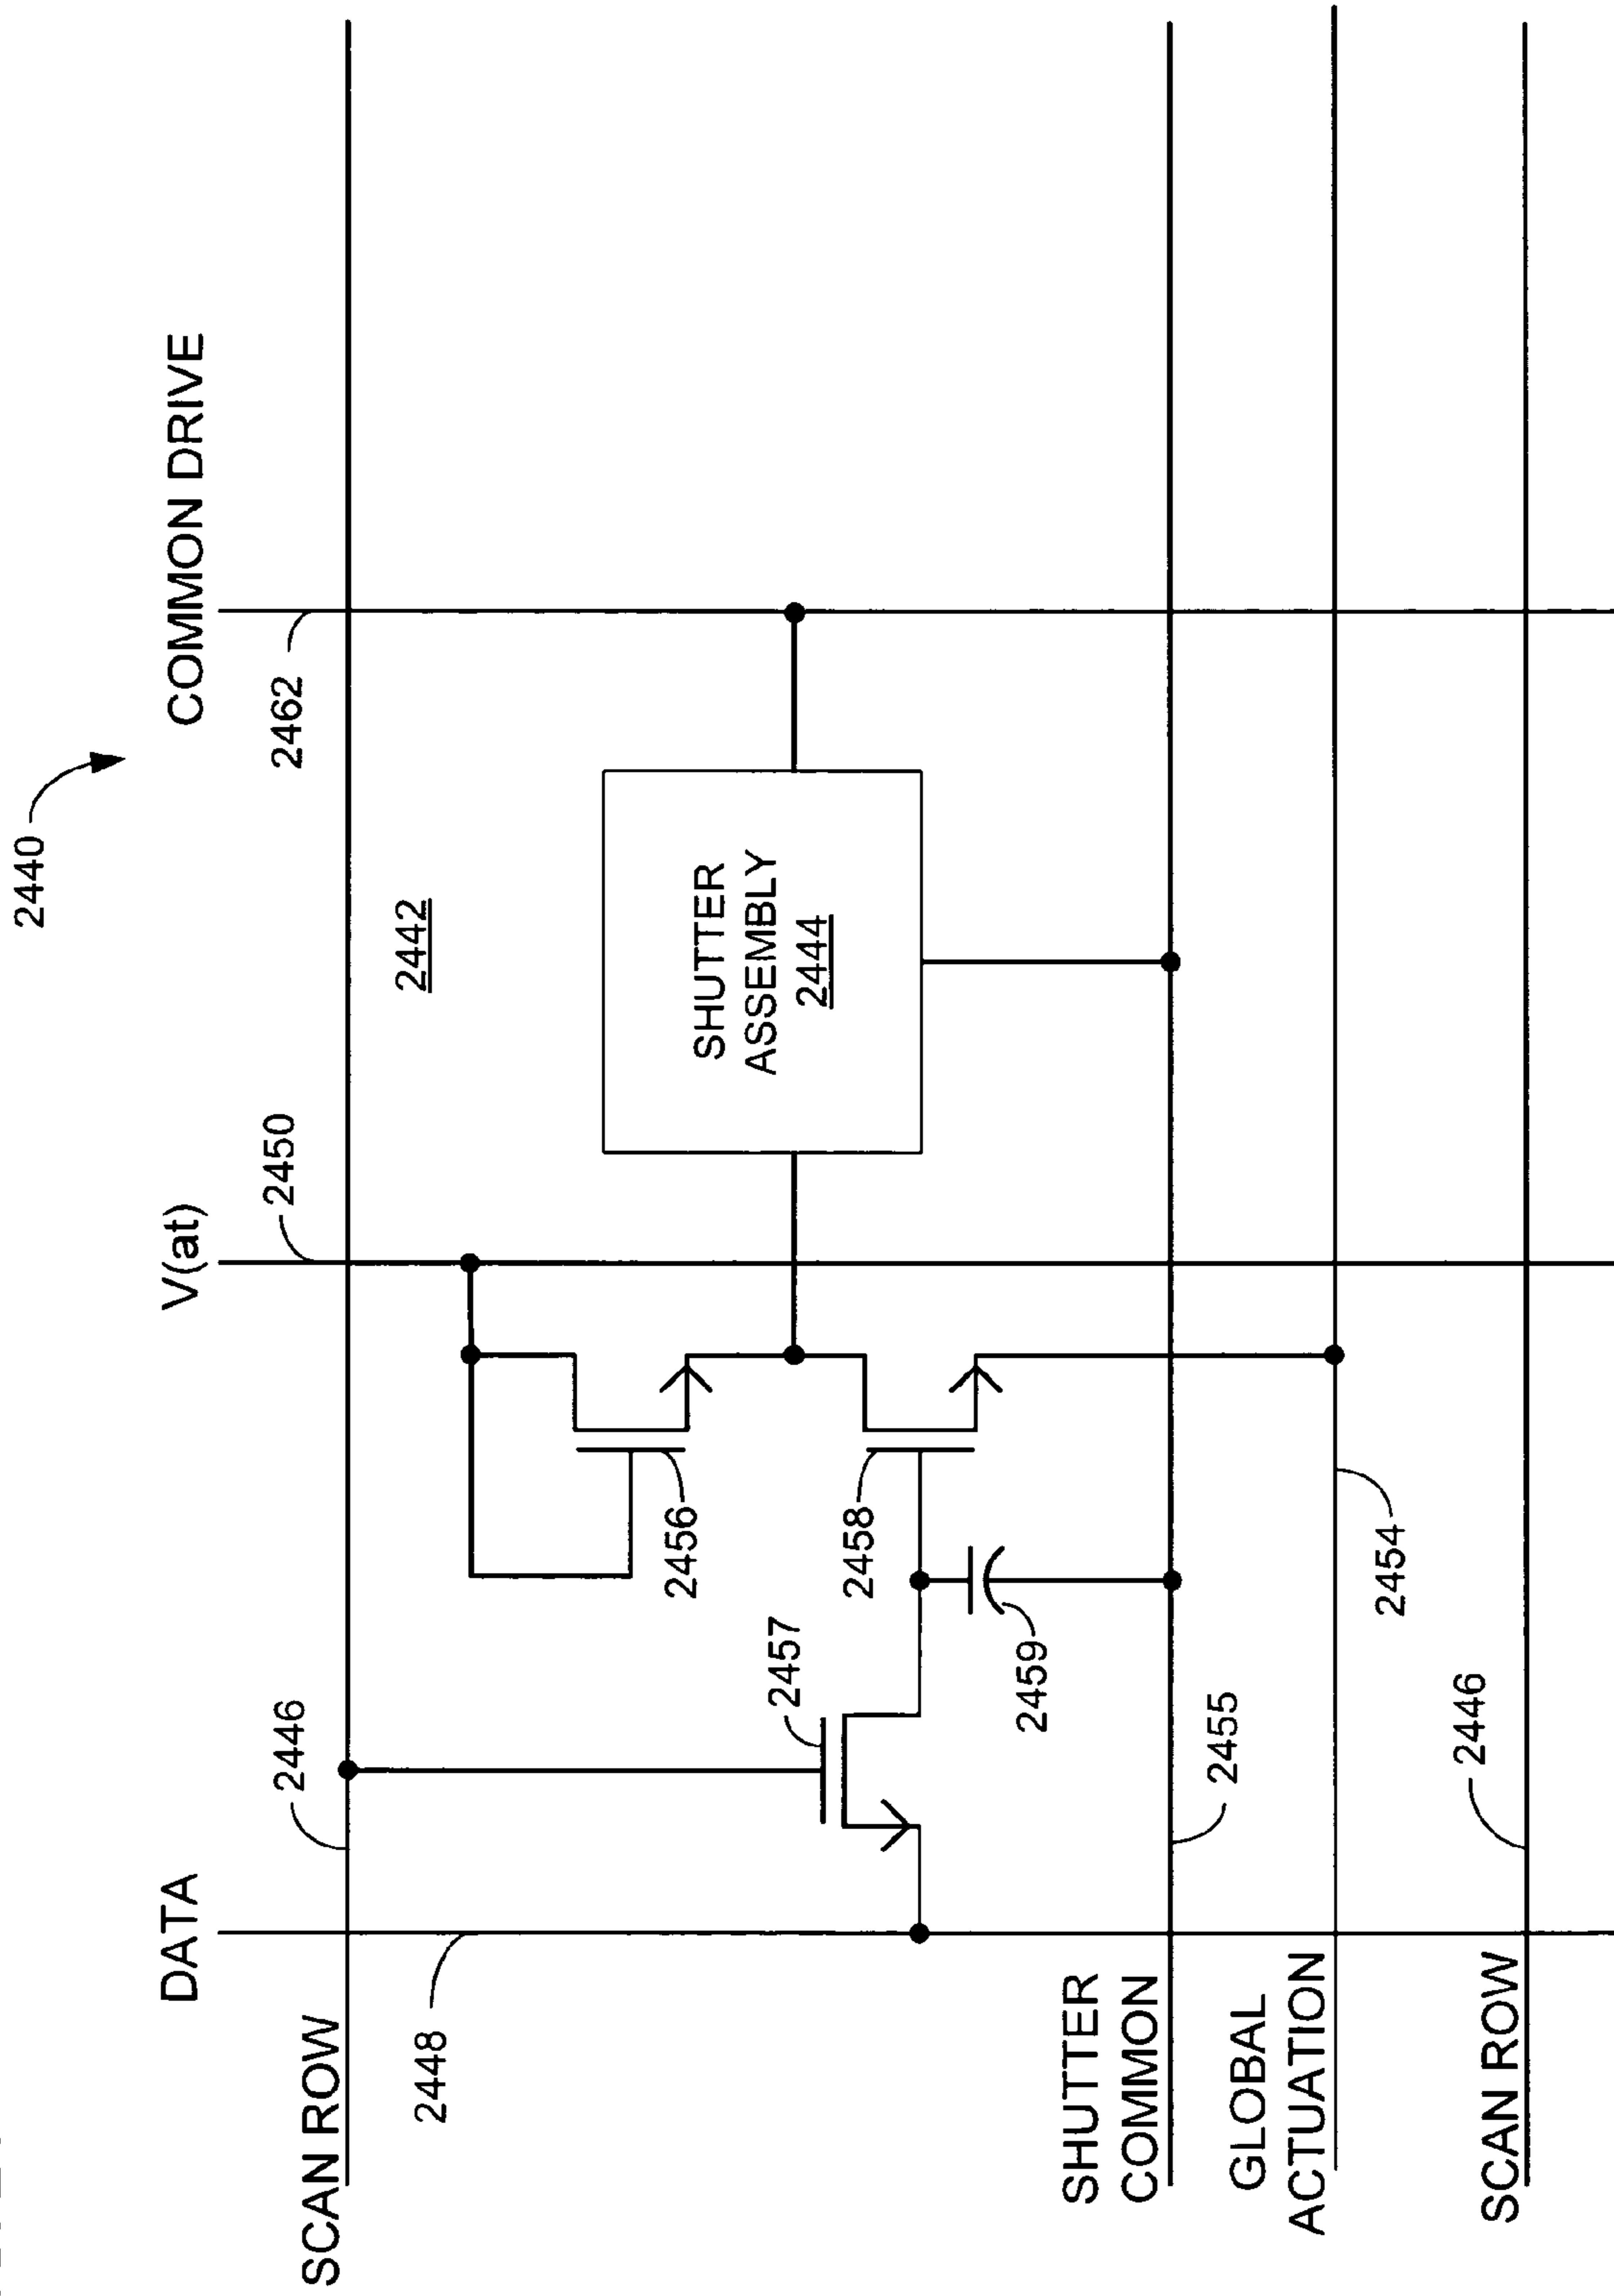 2440
DATA
V(at)
COMMON DRIVE
SCAN ROW
2446
2448
2450
2462
2442
2457
2456
SHUTTER
ASSEMBLY
2444
2458
2459
SHUTTER
COMMON
2455
GLOBAL
ACTUATION
2454
SCAN ROW
2446